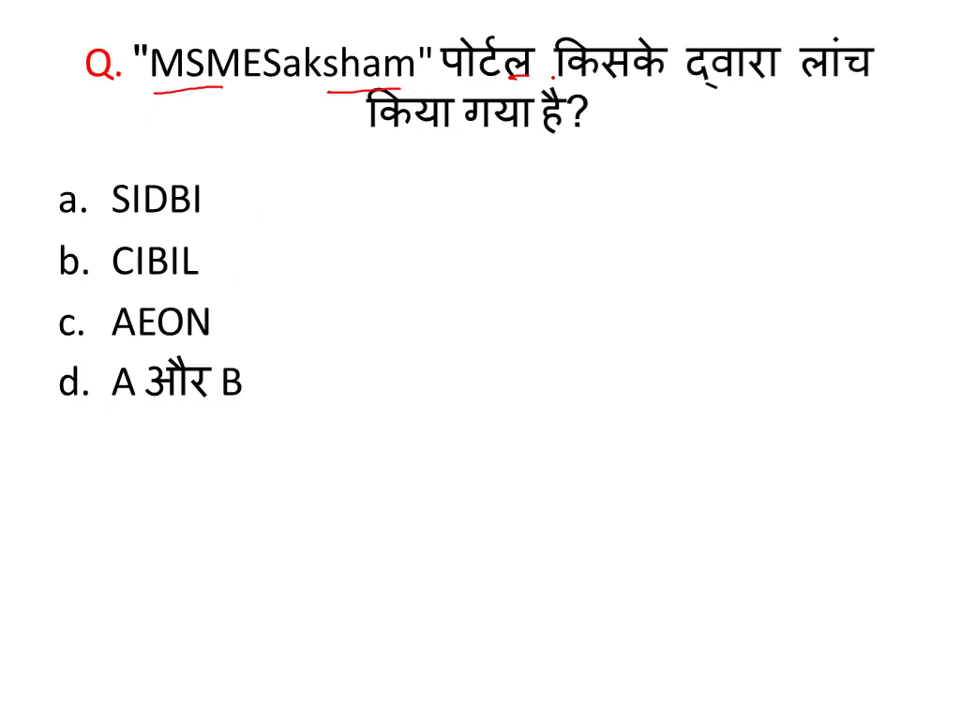 Q. "MSMESaksham" पोर्टल किसके द्वारा लांच
किया गया है?
a. SIDBI
b. CIBIL
c. AEON
d. A और B